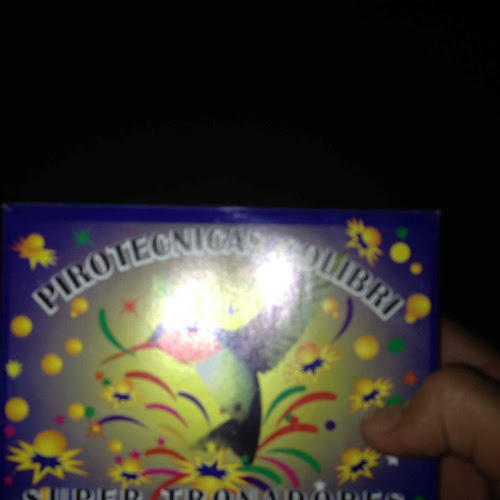 PIROTECNICAS COLIBRI
SUPER TRONADORES